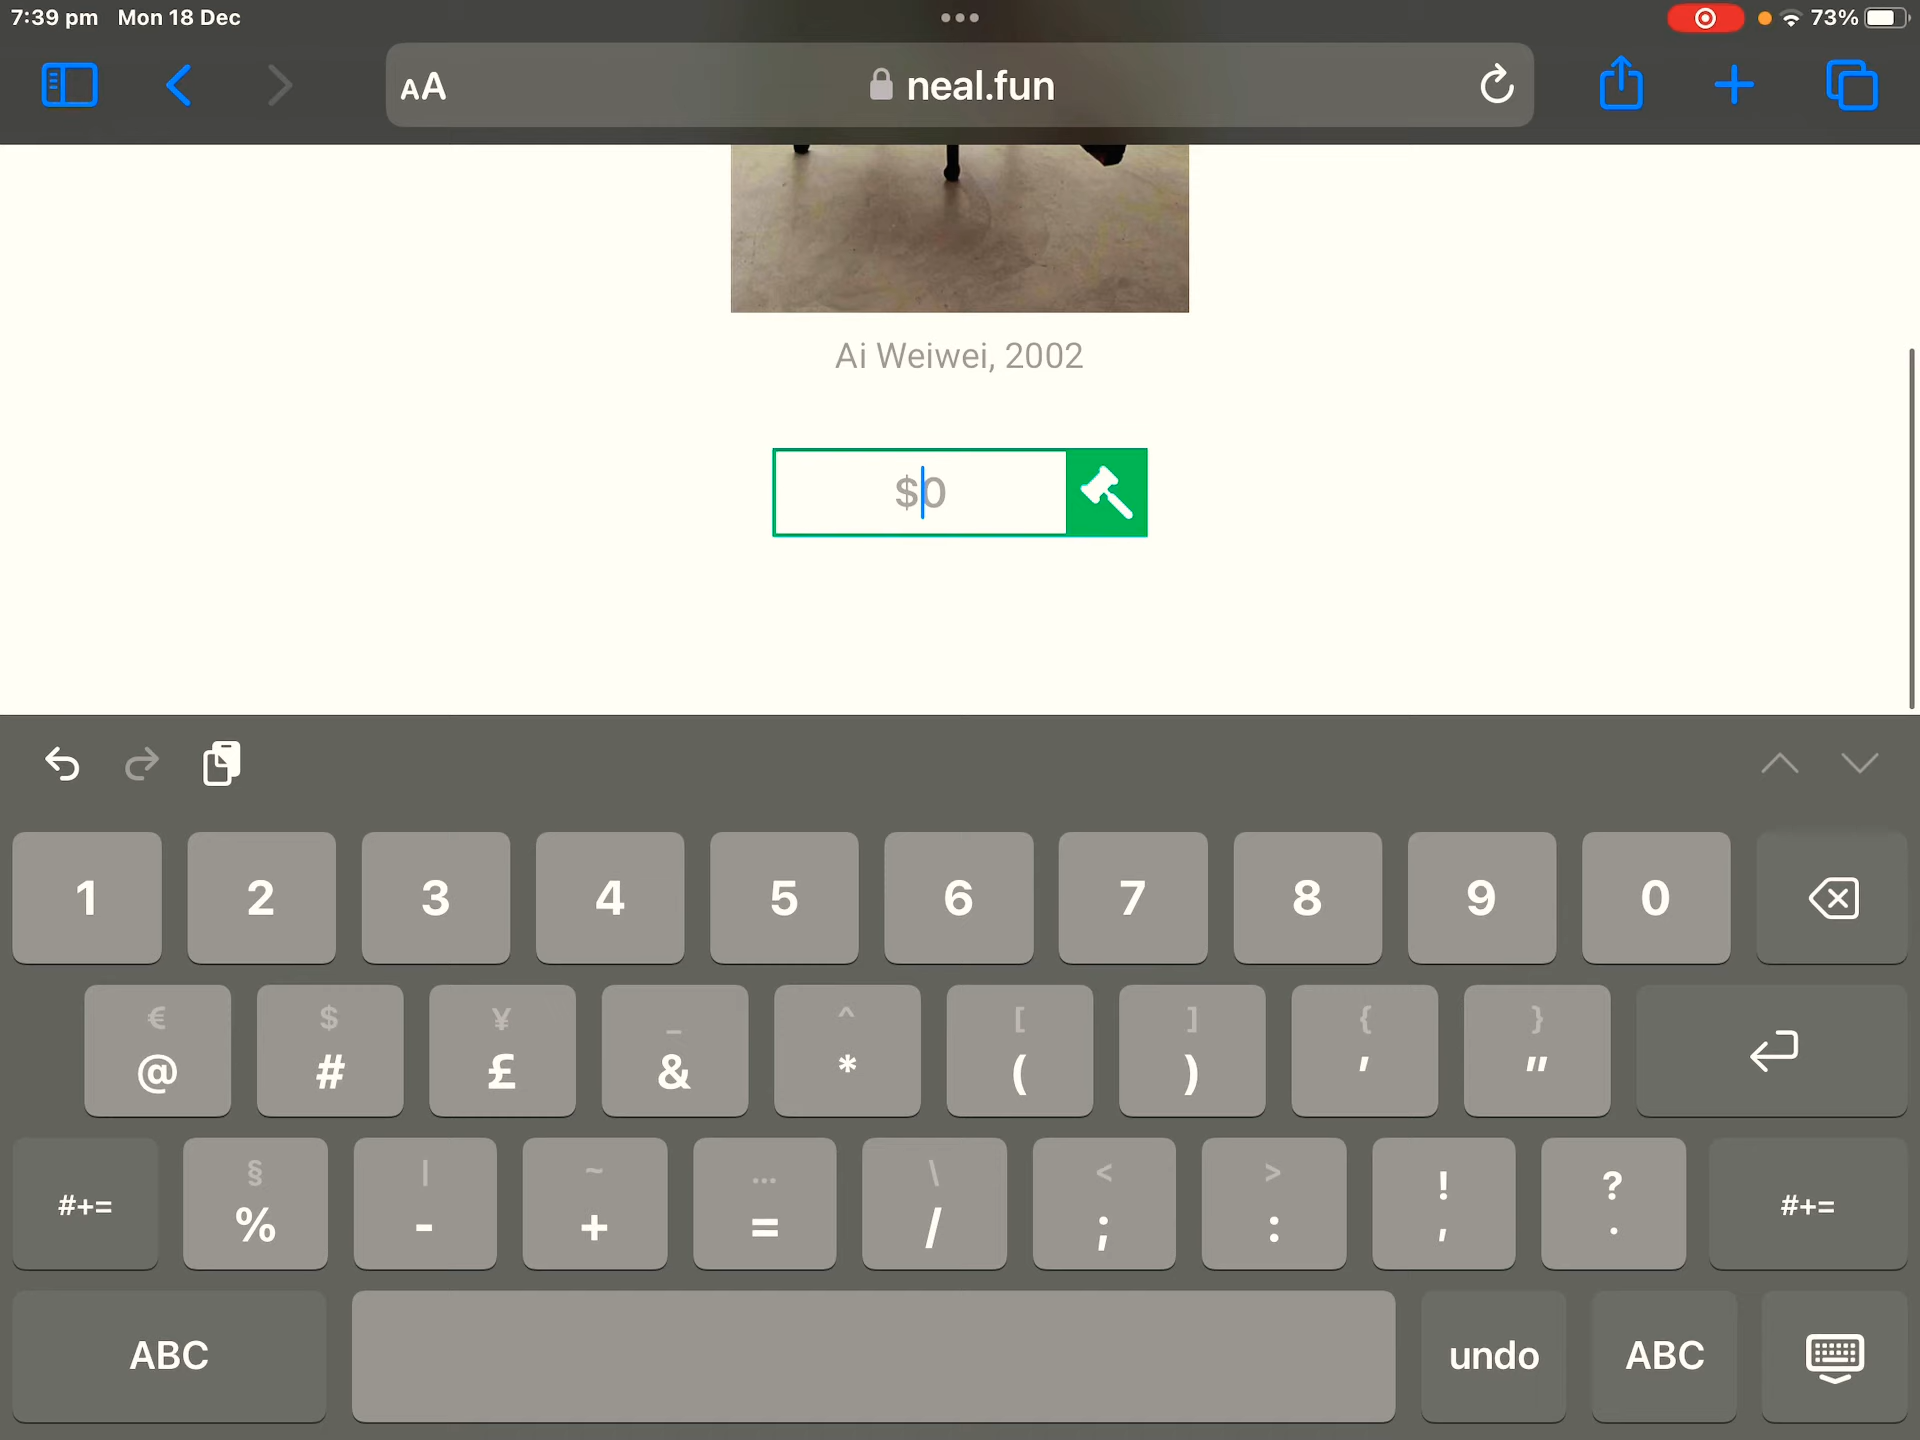 7:39 pm Mon 18 Dec 73%
AA neal.fun
Ai Weiwei, 2002
$0
1 2 3 4 5 6 7 8 9 0
€ $ ¥ _ ^ [ ] { }
@ # £ & * ( ) ' "
§ | ~ … \ < > ! ?
#+= % - + = / ; : , . #+=
ABC undo ABC